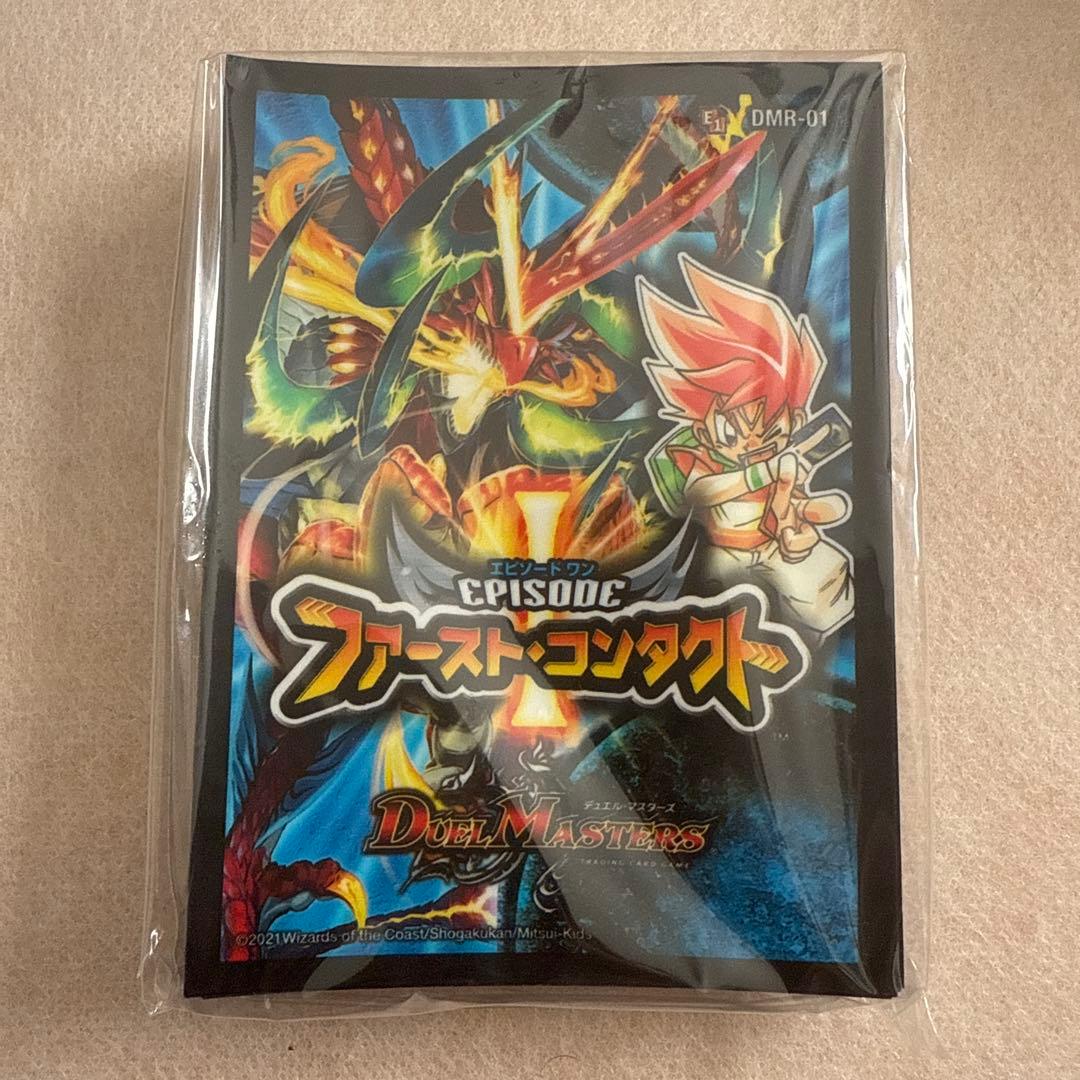 E1 DMR-01
エピソード ワン
EPISODE
I
ファースト・コンタクト
TM
デュエル・マスターズ
DUEL MASTERS
TRADING CARD GAME
©2021 Wizards of the Coast/Shogakukan/Mitsui-Kids